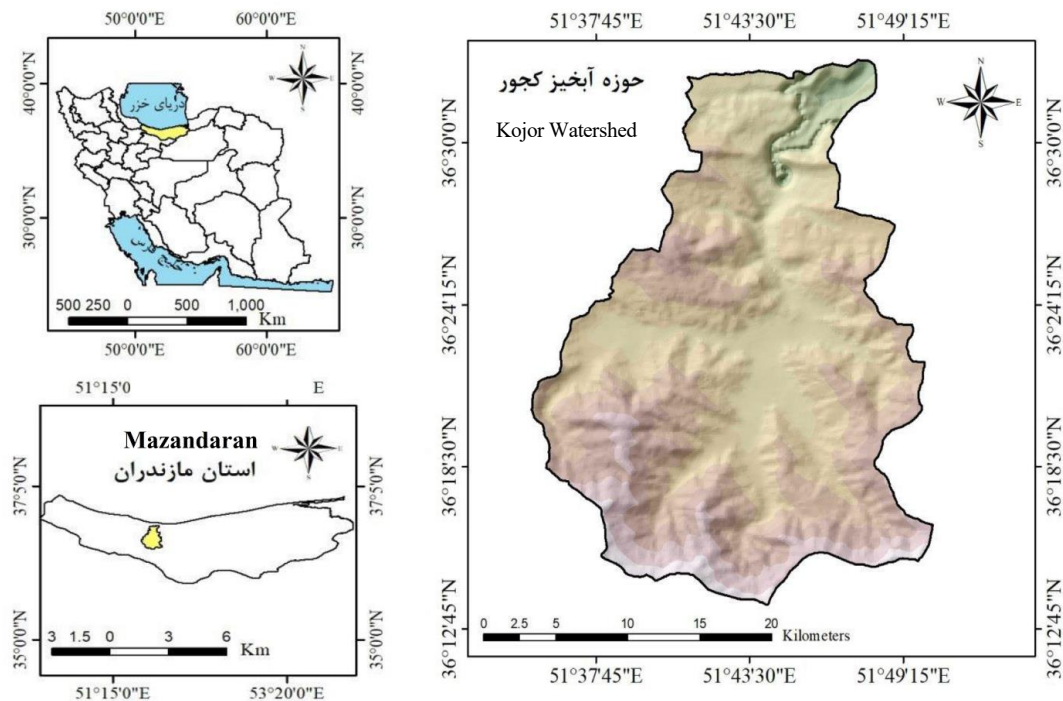 50°0'0"E 60°0'0"E
40°0'0"N
40°0'0"N
30°0'0"N
30°0'0"N
دریای خزر
N
W E
S
500 250 0 500 1,000
Km
50°0'0"E 60°0'0"E
51°15'0 E
Mazandaran
استان مازندران
N
W E
S
37°5'0"N
37°5'0"N
35°0'0"N
35°0'0"N
3 1.5 0 3 6
Km
51°15'0"E 53°20'0"E
51°37'45"E 51°43'30"E 51°49'15"E
حوزه آبخیز کجور
Kojor Watershed
N
W E
S
36°30'0"N
36°30'0"N
36°24'15"N
36°24'15"N
36°18'30"N
36°18'30"N
36°12'45"N
36°12'45"N
0 2.5 5 10 15 20
Kilometers
51°37'45"E 51°43'30"E 51°49'15"E